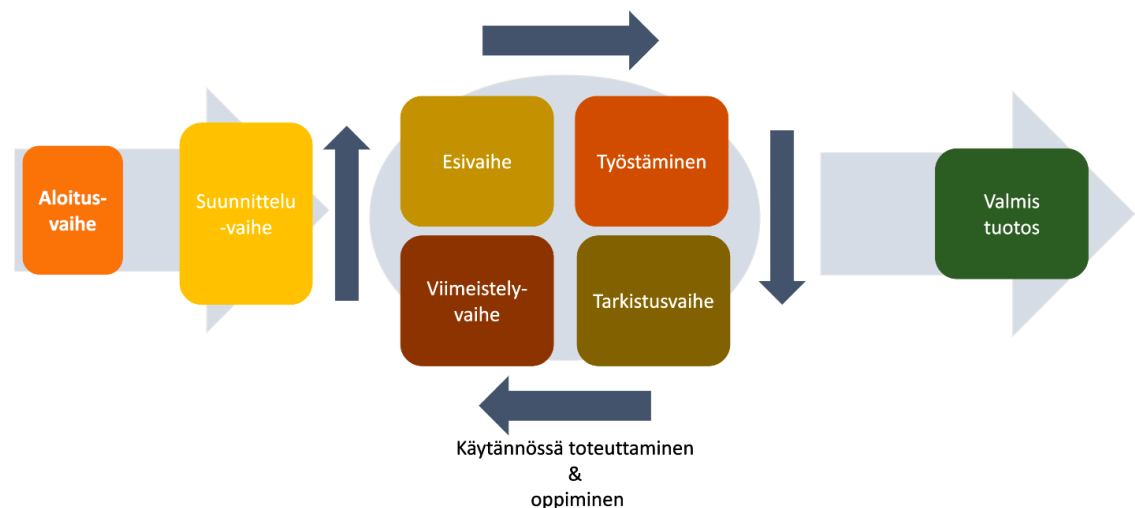 Aloitus-
vaihe
Suunnittelu
-vaihe
Esivaihe
Työstäminen
Viimeistely-
vaihe
Tarkistusvaihe
Valmis
tuotos
Käytännössä toteuttaminen
&
oppiminen